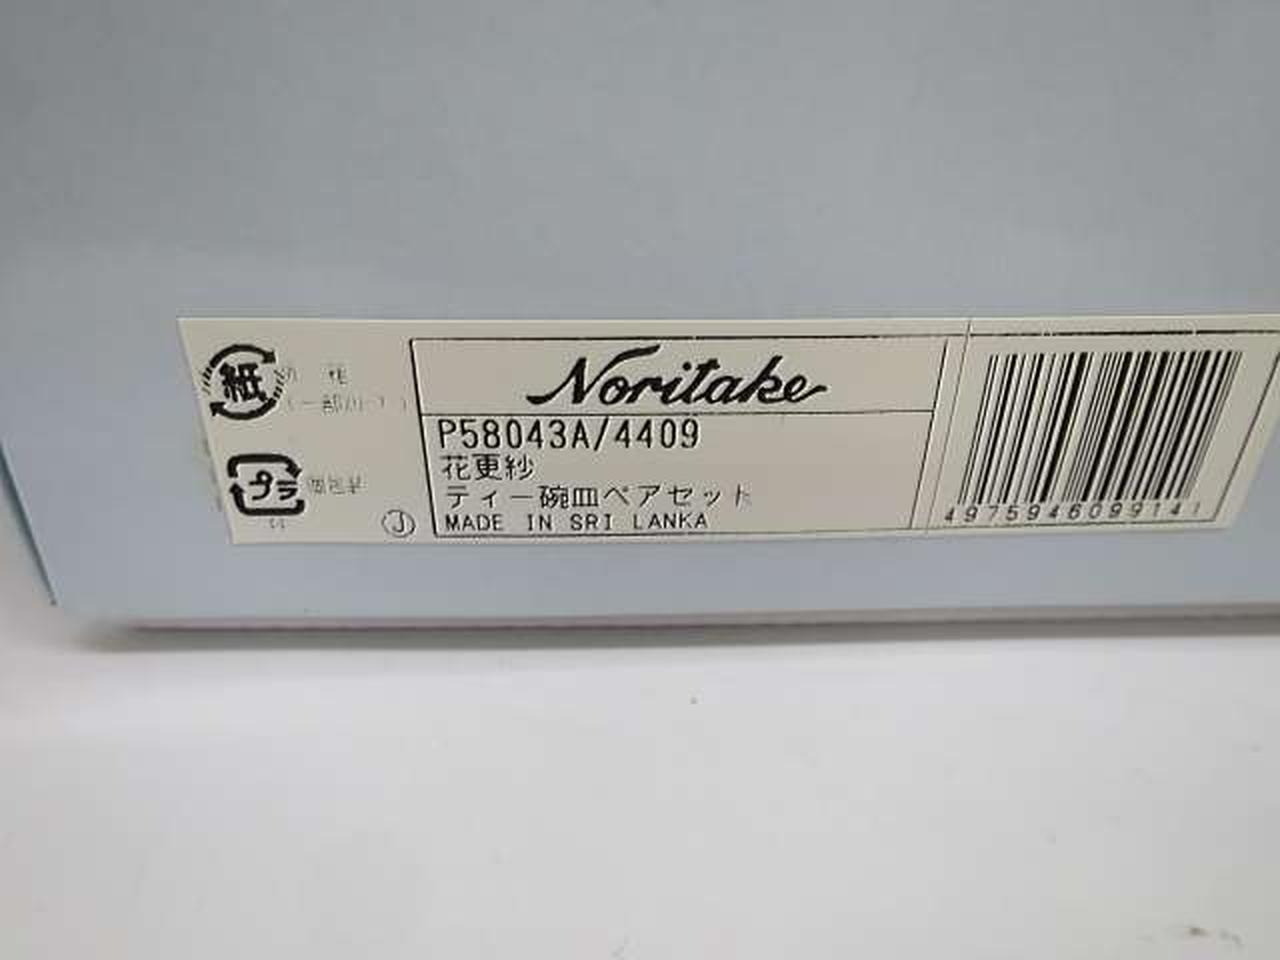 紙
プラ
J
Noritake
P58043A/4409
花更紗
ティー碗皿ペアセット
MADE IN SRI LANKA
4975946099141